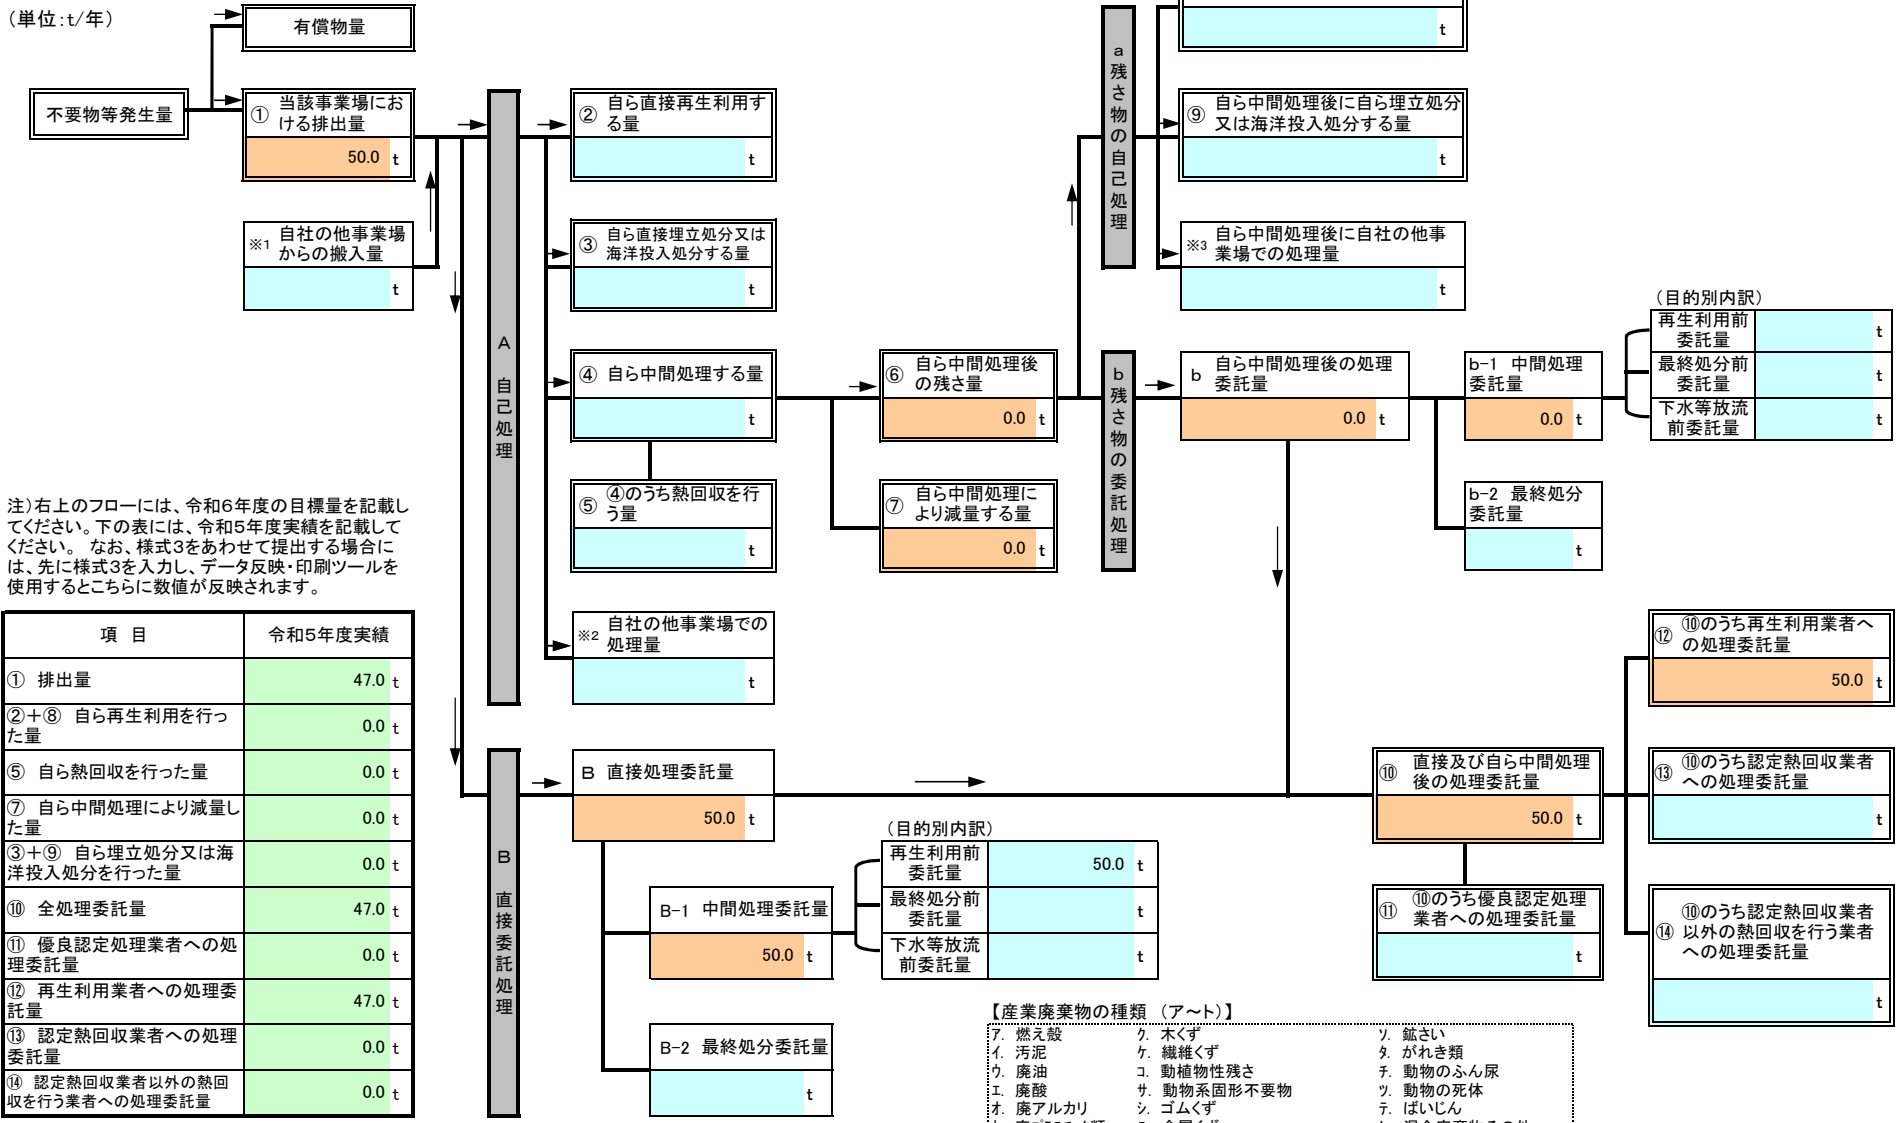 （単位：t/年）
有償物量
不要物等発生量
① 当該事業場にお
ける排出量
50.0 t
※1 自社の他事業場
からの搬入量
t
A 自己処理
② 自ら直接再生利用す
る量
t
③ 自ら直接埋立処分又は
海洋投入処分する量
t
④ 自ら中間処理する量
t
⑤ ④のうち熱回収を行
う量
t
※2 自社の他事業場での
処理量
t
⑥ 自ら中間処理後
の残さ量
0.0 t
⑦ 自ら中間処理に
より減量する量
0.0 t
a 残さ物の自己処理
t
⑨ 自ら中間処理後に自ら埋立処分
又は海洋投入処分する量
t
※3 自ら中間処理後に自社の他事
業場での処理量
t
b 残さ物の委託処理
b 自ら中間処理後の処理
委託量
0.0 t
b-1 中間処理
委託量
0.0 t
（目的別内訳）
再生利用前
委託量
t
最終処分前
委託量
t
下水等放流
前委託量
t
b-2 最終処分
委託量
t
注）右上のフローには、令和６年度の目標量を記載し
てください。下の表には、令和５年度実績を記載して
ください。 なお、様式３をあわせて提出する場合に
は、先に様式３を入力し、データ反映・印刷ツールを
使用するとこちらに数値が反映されます。
項 目 令和５年度実績
① 排出量 47.0 t
②＋⑧ 自ら再生利用を行っ
た量 0.0 t
⑤ 自ら熱回収を行った量 0.0 t
⑦ 自ら中間処理により減量し
た量 0.0 t
③＋⑨ 自ら埋立処分又は海
洋投入処分を行った量 0.0 t
⑩ 全処理委託量 47.0 t
⑪ 優良認定処理業者への処
理委託量 0.0 t
⑫ 再生利用業者への処理委
託量 47.0 t
⑬ 認定熱回収業者への処理
委託量 0.0 t
⑭ 認定熱回収業者以外の熱回
収を行う業者への処理委託量 0.0 t
B 直接委託処理
B 直接処理委託量
50.0 t
B-1 中間処理委託量
50.0 t
（目的別内訳）
再生利用前
委託量
50.0 t
最終処分前
委託量
t
下水等放流
前委託量
t
B-2 最終処分委託量
t
⑩ 直接及び自ら中間処理
後の処理委託量
50.0 t
⑪ ⑩のうち優良認定処理
業者への処理委託量
t
⑫ ⑩のうち再生利用業者へ
の処理委託量
50.0 t
⑬ ⑩のうち認定熱回収業者
への処理委託量
t
⑭ ⑩のうち認定熱回収業者
以外の熱回収を行う業者
への処理委託量
t
【産業廃棄物の種類 （ア～ト）】
ｱ. 燃え殻 ｸ. 木くず ｿ. 鉱さい
ｲ. 汚泥 ｹ. 繊維くず ﾀ. がれき類
ｳ. 廃油 ｺ. 動植物性残さ ﾁ. 動物のふん尿
ｴ. 廃酸 ｻ. 動物系固形不要物 ﾂ. 動物の死体
ｵ. 廃アルカリ ｼ. ゴムくず ﾃ. ばいじん